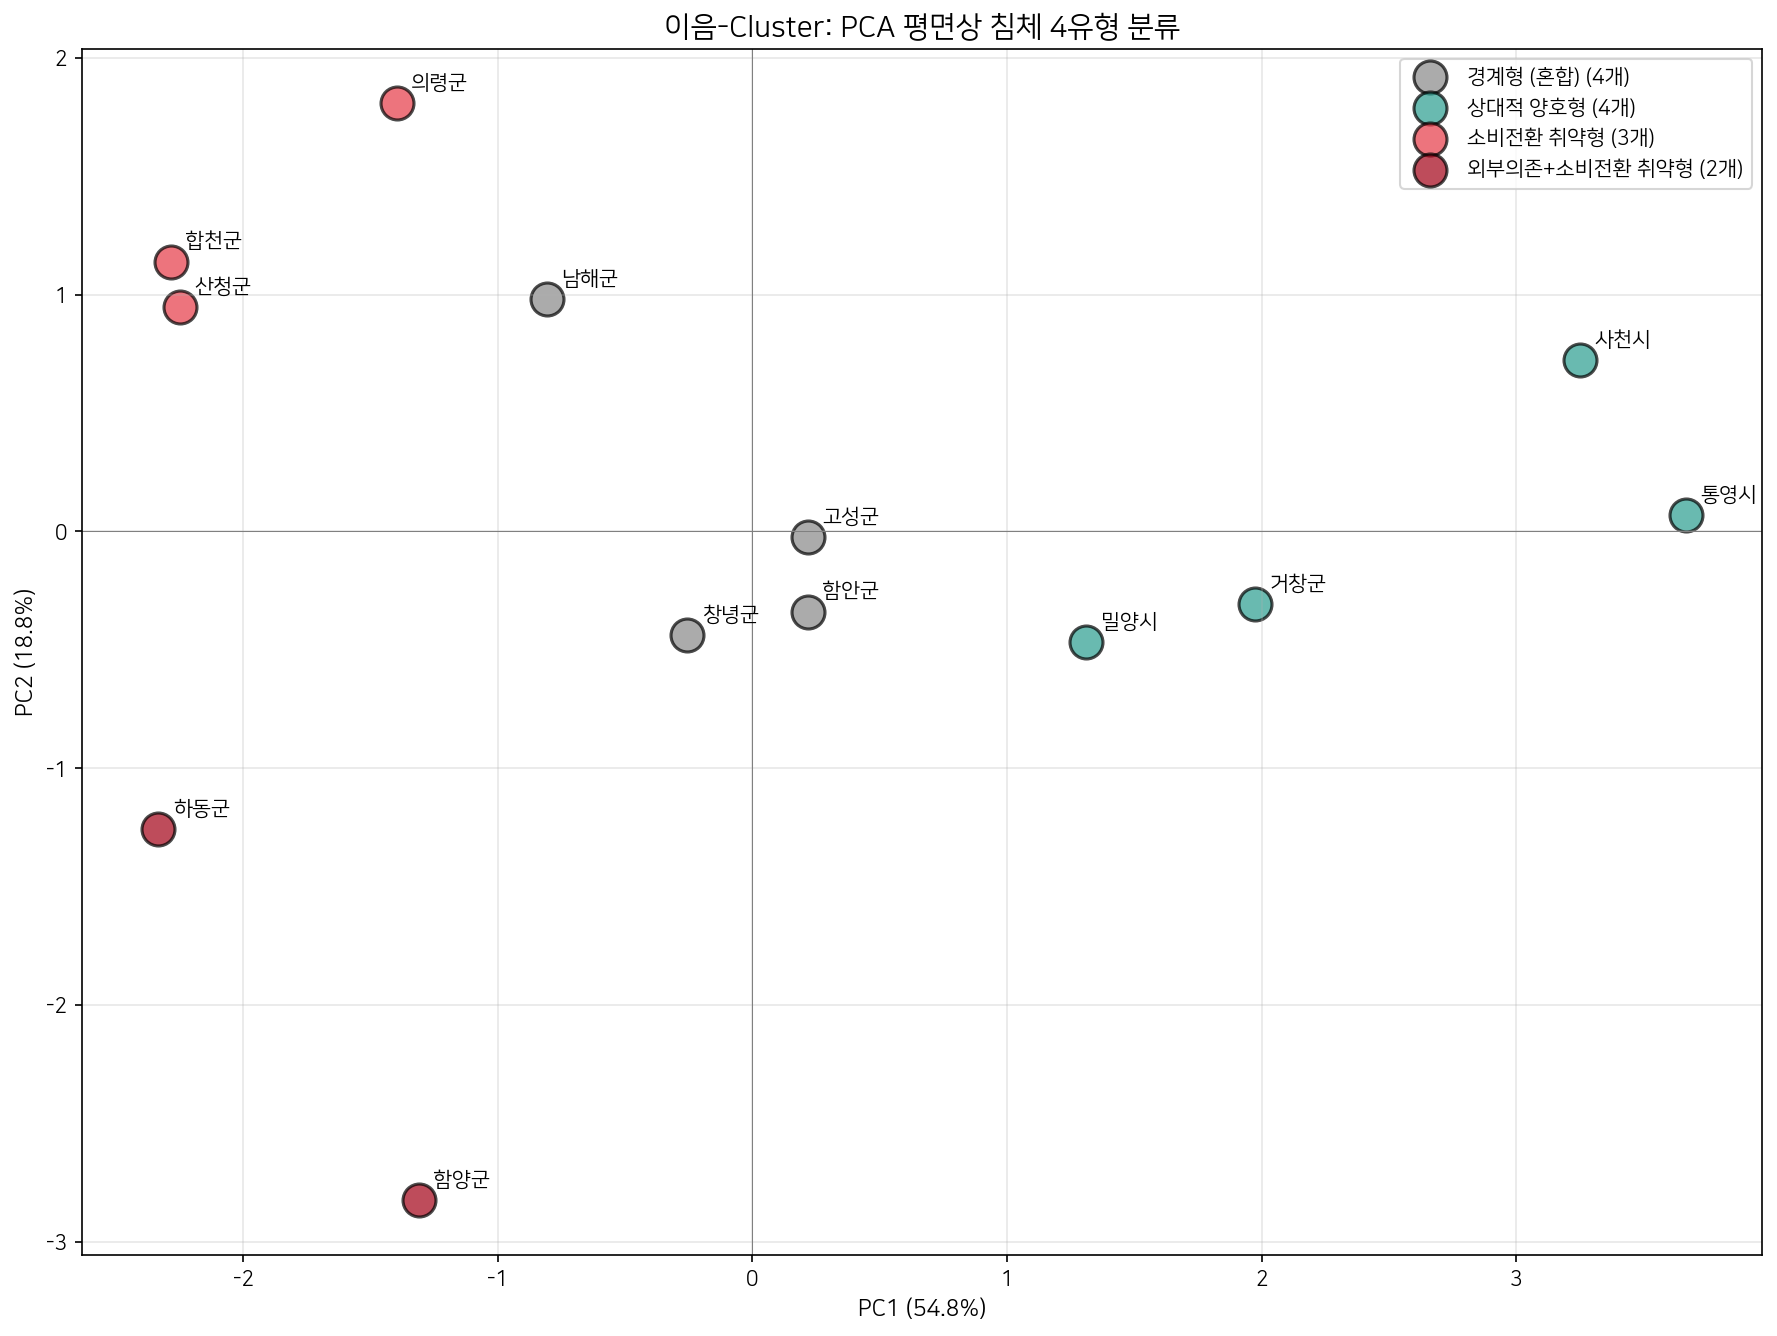 이음-Cluster: PCA 평면상 침체 4유형 분류
경계형 (혼합) (4개)
상대적 양호형 (4개)
소비전환 취약형 (3개)
외부의존+소비전환 취약형 (2개)
의령군
합천군
산청군
남해군
사천시
통영시
고성군
함안군
창녕군
거창군
밀양시
하동군
함양군
2
1
0
-1
-2
-3
PC2 (18.8%)
-2
-1
0
1
2
3
PC1 (54.8%)